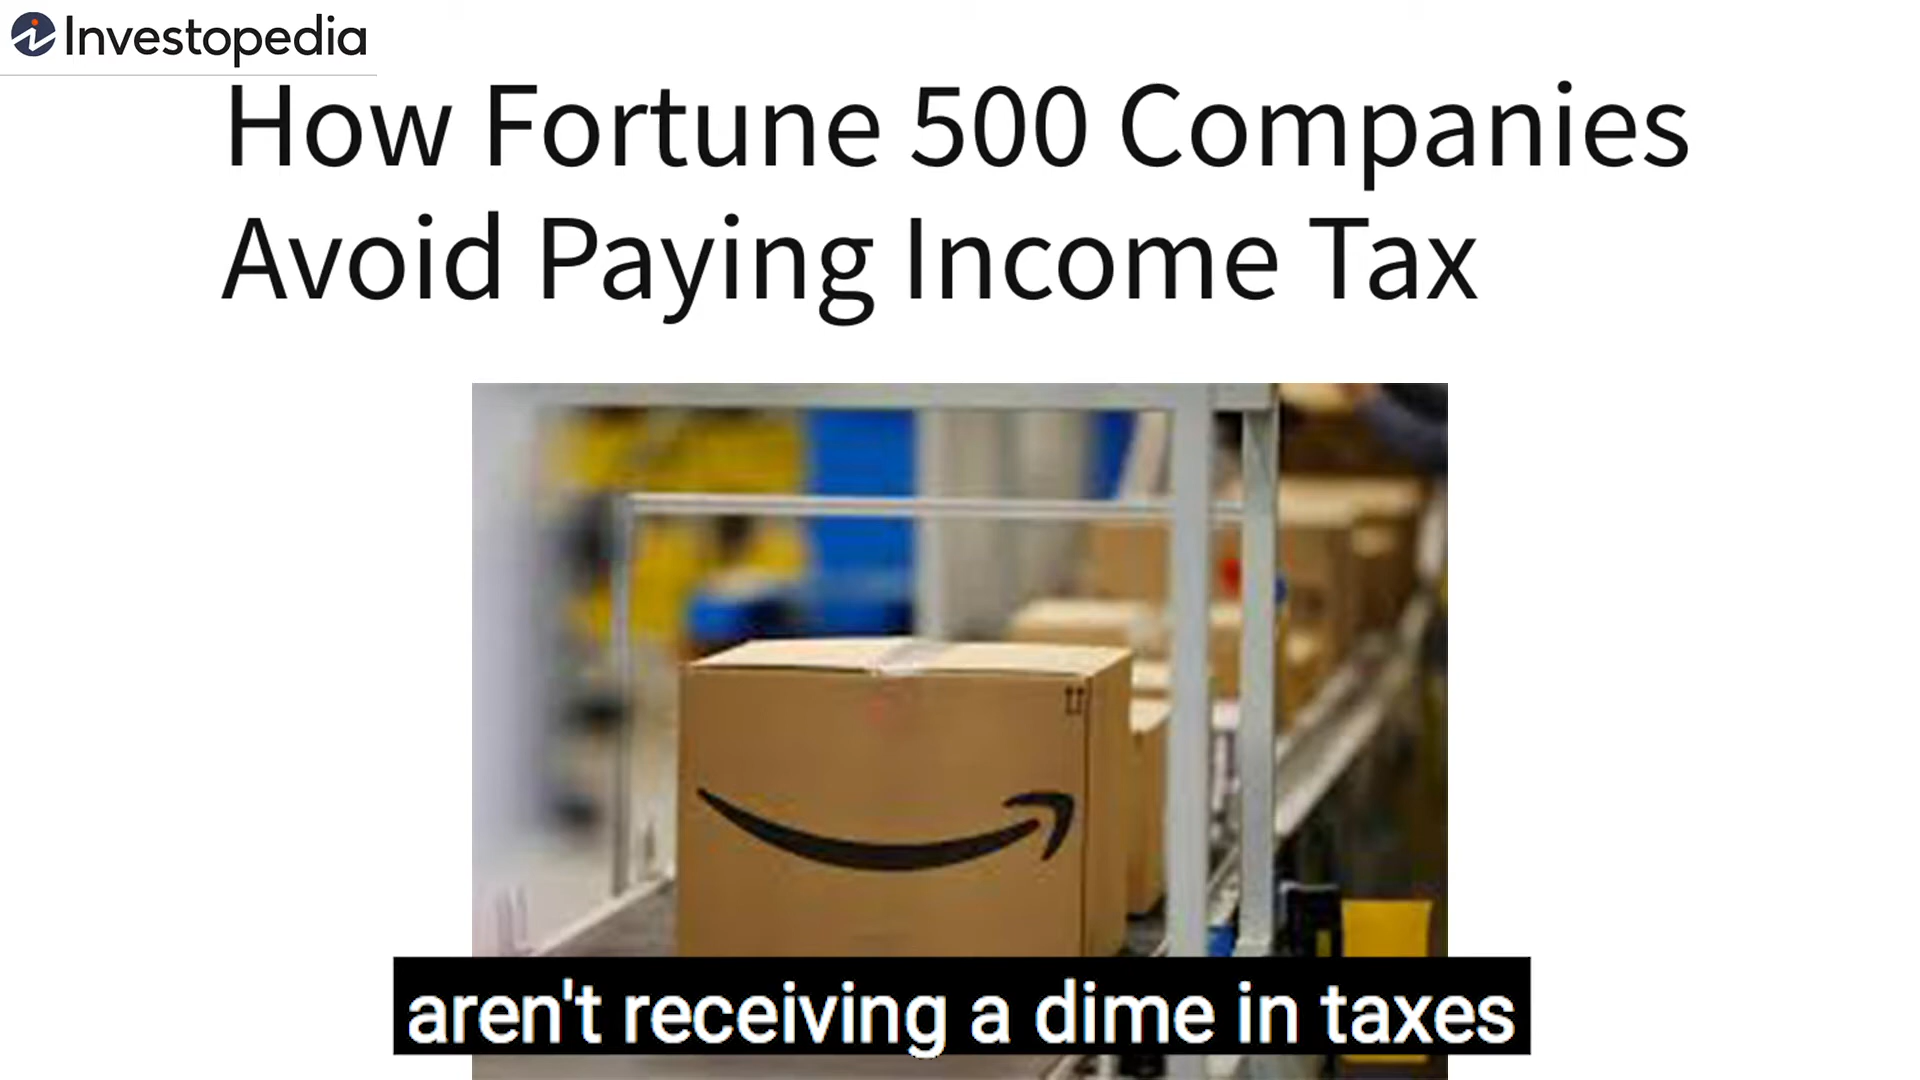 Investopedia
How Fortune 500 Companies
Avoid Paying Income Tax
aren't receiving a dime in taxes